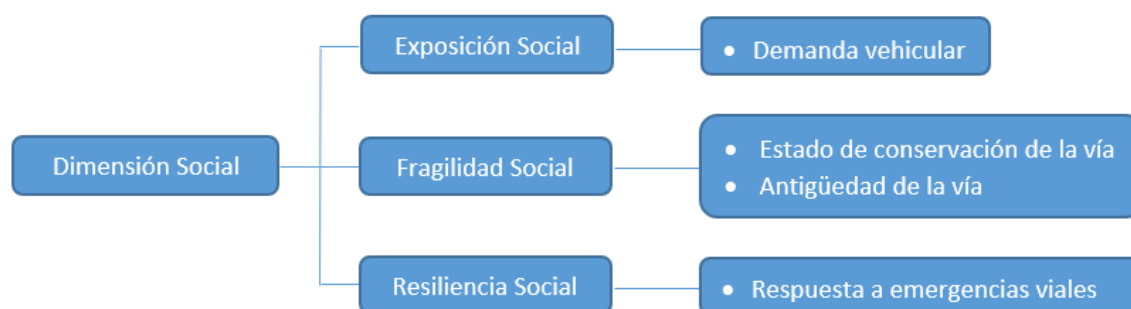 Exposición Social
• Demanda vehicular
Dimensión Social
Fragilidad Social
• Estado de conservación de la vía
• Antigüedad de la vía
Resiliencia Social
• Respuesta a emergencias viales